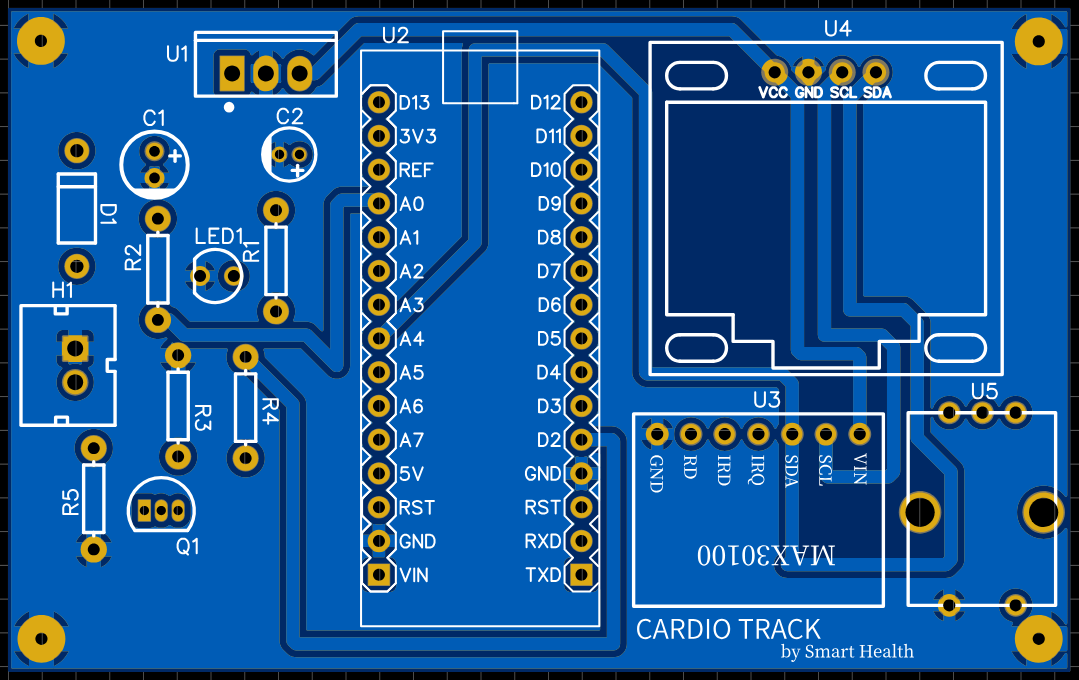 U1
U2
U4
VCC GND SCL SDA
C1
C2
+
+
D1
R2
LED1
R1
H1
R3
R4
R5
Q1
D13
3V3
REF
A0
A1
A2
A3
A4
A5
A6
A7
5V
RST
GND
VIN
D12
D11
D10
D9
D8
D7
D6
D5
D4
D3
D2
GND
RST
RXD
TXD
U3
GND RD IRD IRQ SDA SCL VIN
MAX30100
U5
CARDIO TRACK
by Smart Health